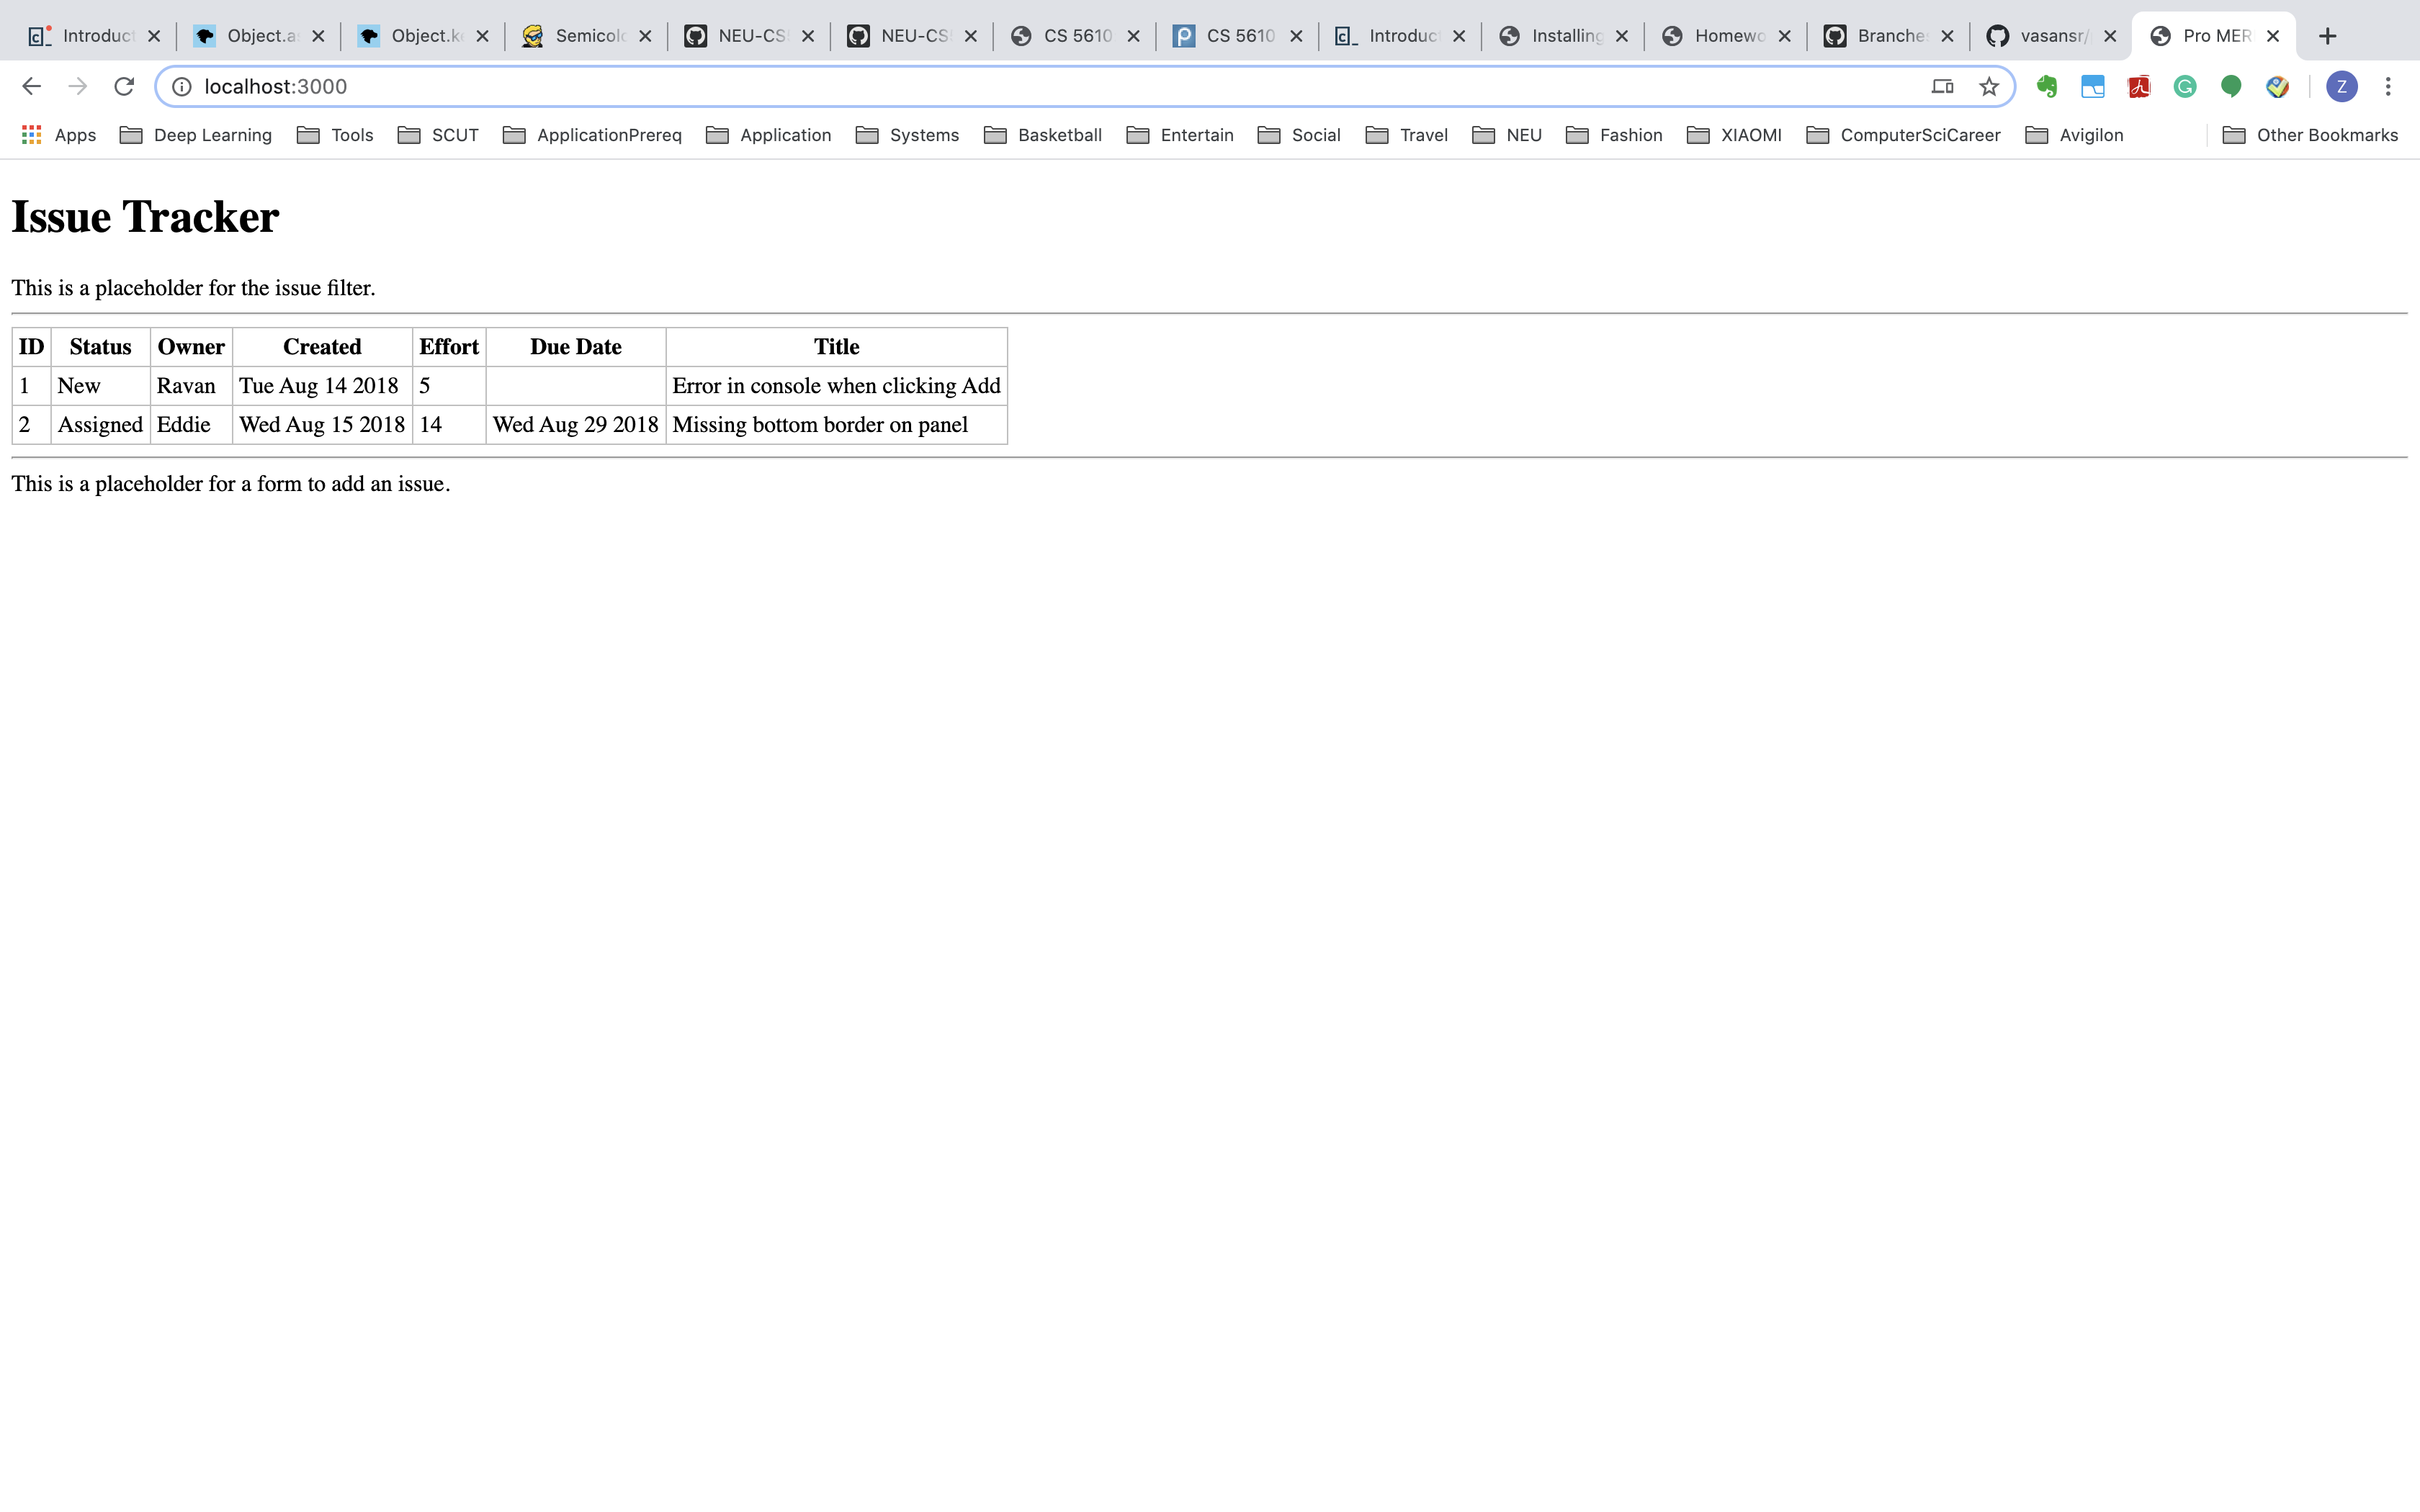 Introduct Object.a Object.k Semicol NEU-CS NEU-CS CS 5610 CS 5610 Introduc Installing Homewo Branche vasansr/ Pro MER
localhost:3000
Apps Deep Learning Tools SCUT ApplicationPrereq Application Systems Basketball Entertain Social Travel NEU Fashion XIAOMI ComputerSciCareer Avigilon Other Bookmarks
Issue Tracker
This is a placeholder for the issue filter.
ID Status Owner Created Effort Due Date Title
1 New Ravan Tue Aug 14 2018 5 Error in console when clicking Add
2 Assigned Eddie Wed Aug 15 2018 14 Wed Aug 29 2018 Missing bottom border on panel
This is a placeholder for a form to add an issue.